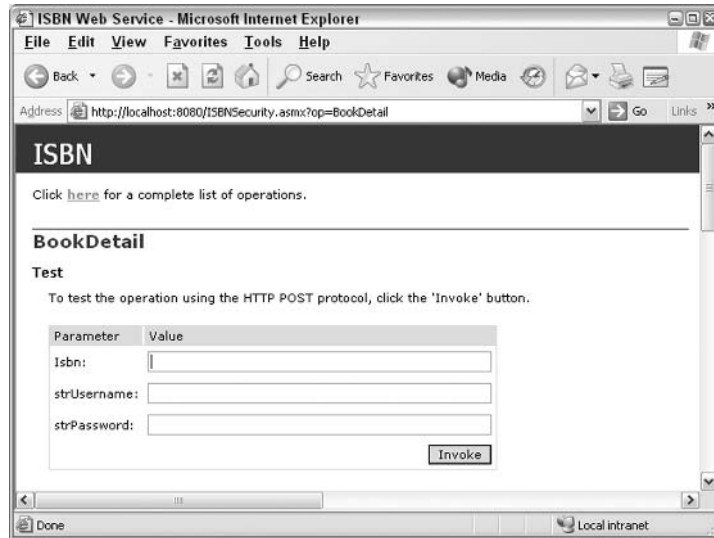 ISBN Web Service - Microsoft Internet Explorer
File Edit View Favorites Tools Help
Back Search Favorites Media
Address http://localhost:8080/ISBNSecurity.asmx?op=BookDetail Go Links »
ISBN
Click here for a complete list of operations.
BookDetail
Test
To test the operation using the HTTP POST protocol, click the 'Invoke' button.
Parameter Value
Isbn:
strUsername:
strPassword:
Invoke
Done Local intranet